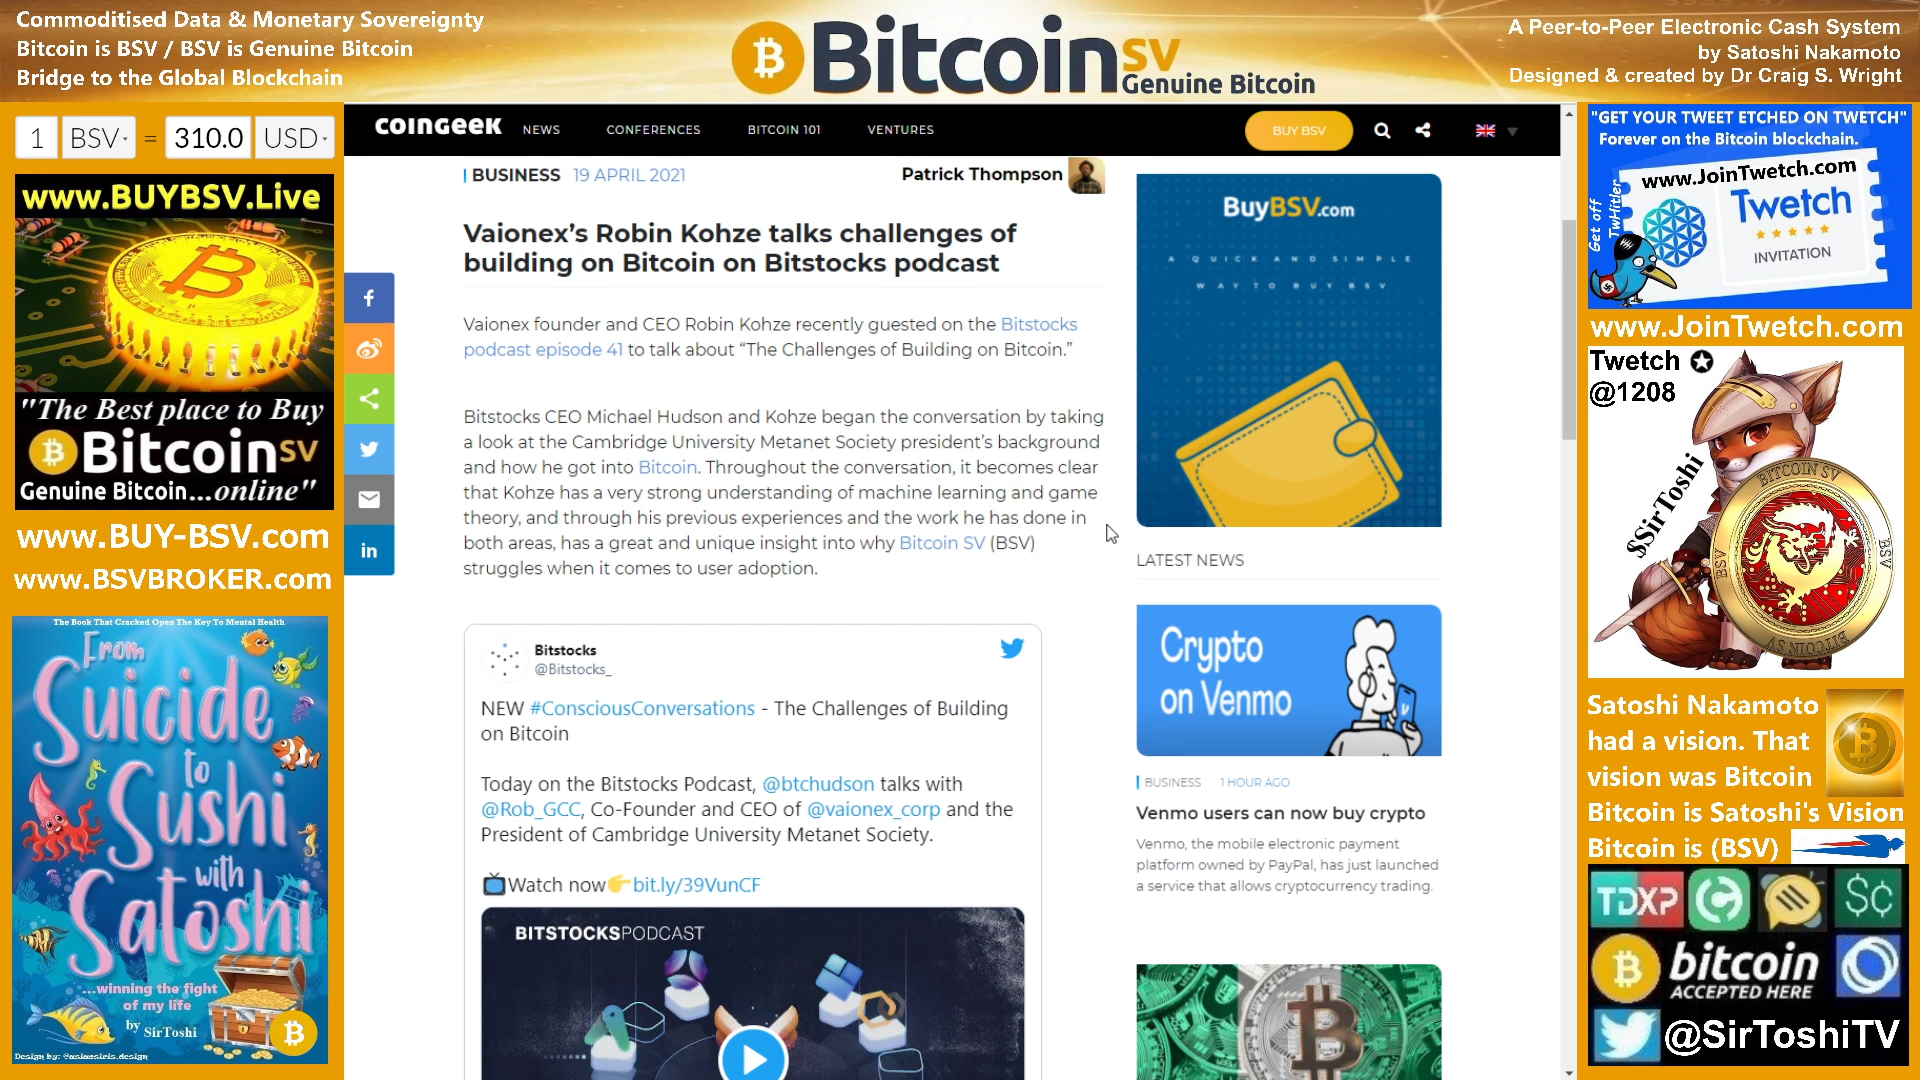 Commoditised Data & Monetary Sovereignty
Bitcoin is BSV / BSV is Genuine Bitcoin
Bridge to the Global Blockchain
BitcoinSV
Genuine Bitcoin
A Peer-to-Peer Electronic Cash System
by Satoshi Nakamoto
Designed & created by Dr Craig S. Wright
1 BSV = 310.0 USD
www.BUYBSV.Live
"The Best place to Buy
BitcoinSV
Genuine Bitcoin...online"
www.BUY-BSV.com
www.BSVBROKER.com
The Book That Cracked Open The Key To Mental Health
From
Suicide
to
Sushi
with
Satoshi
...winning the fight
of my life
by SirToshi
COINGEEK
NEWS
CONFERENCES
BITCOIN 101
VENTURES
BUY BSV
BUSINESS 19 APRIL 2021
Patrick Thompson
Vaionex’s Robin Kohze talks challenges of
building on Bitcoin on Bitstocks podcast
Vaionex founder and CEO Robin Kohze recently guested on the Bitstocks
podcast episode 41 to talk about “The Challenges of Building on Bitcoin.”
Bitstocks CEO Michael Hudson and Kohze began the conversation by taking
a look at the Cambridge University Metanet Society president’s background
and how he got into Bitcoin. Throughout the conversation, it becomes clear
that Kohze has a very strong understanding of machine learning and game
theory, and through his previous experiences and the work he has done in
both areas, has a great and unique insight into why Bitcoin SV (BSV)
struggles when it comes to user adoption.
Bitstocks
@Bitstocks_
NEW #ConsciousConversations - The Challenges of Building
on Bitcoin
Today on the Bitstocks Podcast, @btchudson talks with
@Rob_GCC, Co-Founder and CEO of @vaionex_corp and the
President of Cambridge University Metanet Society.
Watch now bit.ly/39VunCF
BITSTOCKSPODCAST
BuyBSV.com
A QUICK AND SIMPLE
WAY TO BUY BSV
LATEST NEWS
Crypto
on Venmo
BUSINESS 1 HOUR AGO
Venmo users can now buy crypto
Venmo, the mobile electronic payment
platform owned by PayPal, has just launched
a service that allows cryptocurrency trading.
"GET YOUR TWEET ETCHED ON TWETCH"
Forever on the Bitcoin blockchain.
www.JoinTwetch.com
Twetch
INVITATION
Get off
TwHitler
www.JoinTwetch.com
Twetch
@1208
$SirToshi
BITCOIN SV
BSV
BSV
BITCOIN SV
Satoshi Nakamoto
had a vision. That
vision was Bitcoin
Bitcoin is Satoshi's Vision
Bitcoin is (BSV)
TDXP
$¢
bitcoin
ACCEPTED HERE
@SirToshiTV